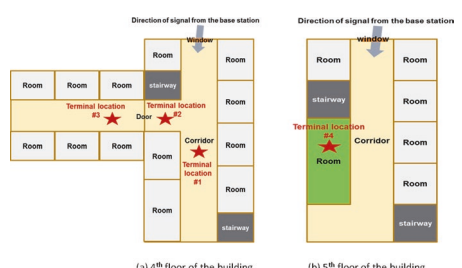 Direction of signal from the base station
Window
Room
Room
Room
Room
Room
stairway
Room
Terminal location
#3
Door
Terminal location
#2
Room
Room
Room
Room
Room
Corridor
Terminal
location
#1
Room
Room
stairway
(a) 4th floor of the building
Direction of signal from the base station
window
Room
Room
stairway
Room
Terminal location
#4
Room
Corridor
Room
Room
stairway
(b) 5th floor of the building